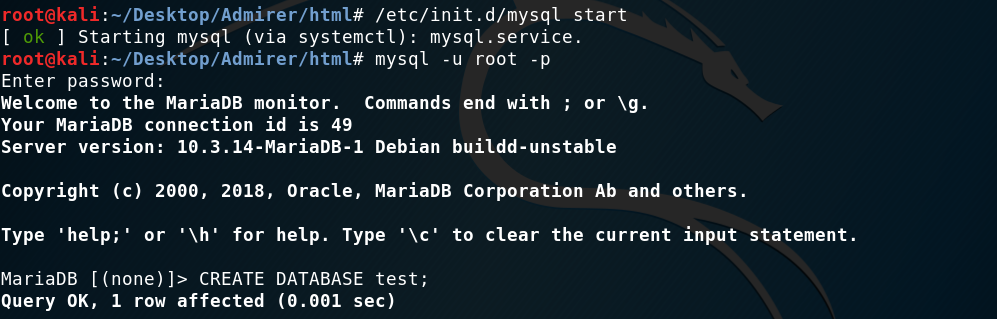 root@kali:~/Desktop/Admirer/html# /etc/init.d/mysql start
[ ok ] Starting mysql (via systemctl): mysql.service.
root@kali:~/Desktop/Admirer/html# mysql -u root -p
Enter password:
Welcome to the MariaDB monitor.  Commands end with ; or \g.
Your MariaDB connection id is 49
Server version: 10.3.14-MariaDB-1 Debian buildd-unstable

Copyright (c) 2000, 2018, Oracle, MariaDB Corporation Ab and others.

Type 'help;' or '\h' for help. Type '\c' to clear the current input statement.

MariaDB [(none)]> CREATE DATABASE test;
Query OK, 1 row affected (0.001 sec)